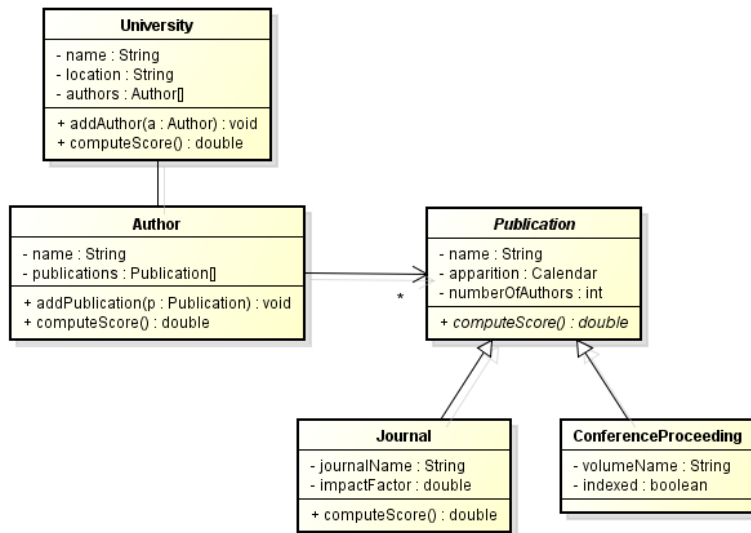 University
- name : String
- location : String
- authors : Author[]
+ addAuthor(a : Author) : void
+ computeScore() : double
Author
- name : String
- publications : Publication[]
+ addPublication(p : Publication) : void
+ computeScore() : double
*
Publication
- name : String
- apparition : Calendar
- numberOfAuthors : int
+ computeScore() : double
Journal
- journalName : String
- impactFactor : double
+ computeScore() : double
ConferenceProceeding
- volumeName : String
- indexed : boolean